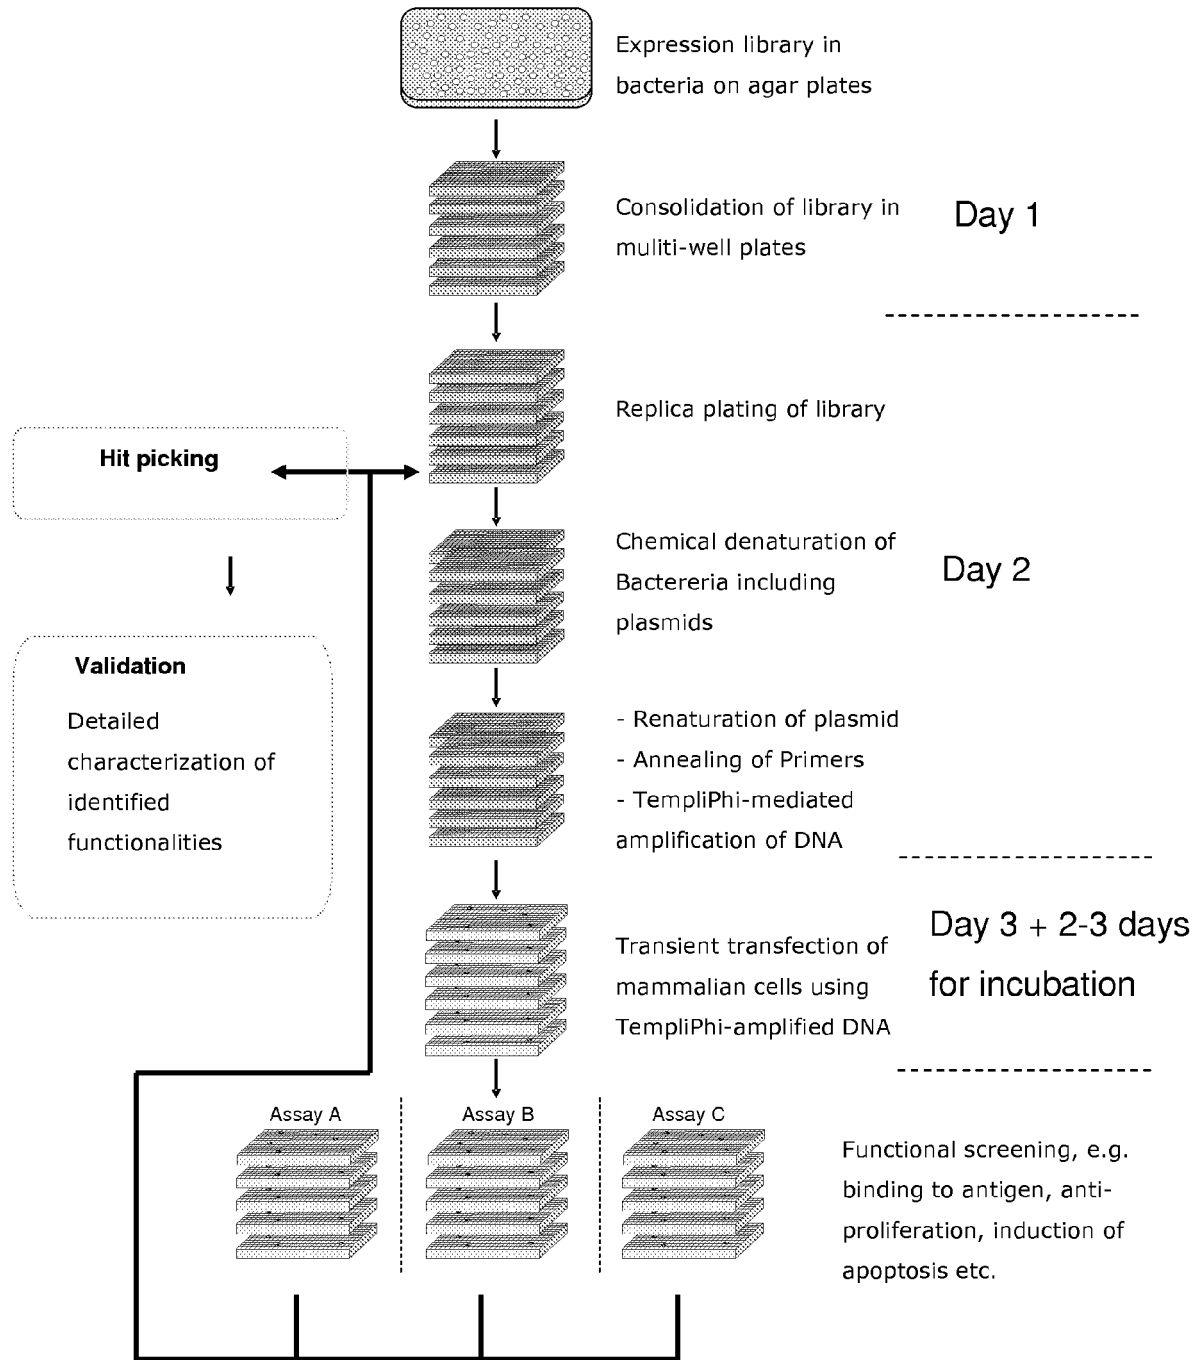 Expression library in
bacteria on agar plates
Consolidation of library in
muliti-well plates
Day 1
Replica plating of library
Hit picking
Chemical denaturation of
Bactereria including
plasmids
Day 2
Validation
Detailed
characterization of
identified
functionalities
- Renaturation of plasmid
- Annealing of Primers
- TempliPhi-mediated
amplification of DNA
Day 3 + 2-3 days
for incubation
Transient transfection of
mammalian cells using
TempliPhi-amplified DNA
Assay A
Assay B
Assay C
Functional screening, e.g.
binding to antigen, anti-
proliferation, induction of
apoptosis etc.